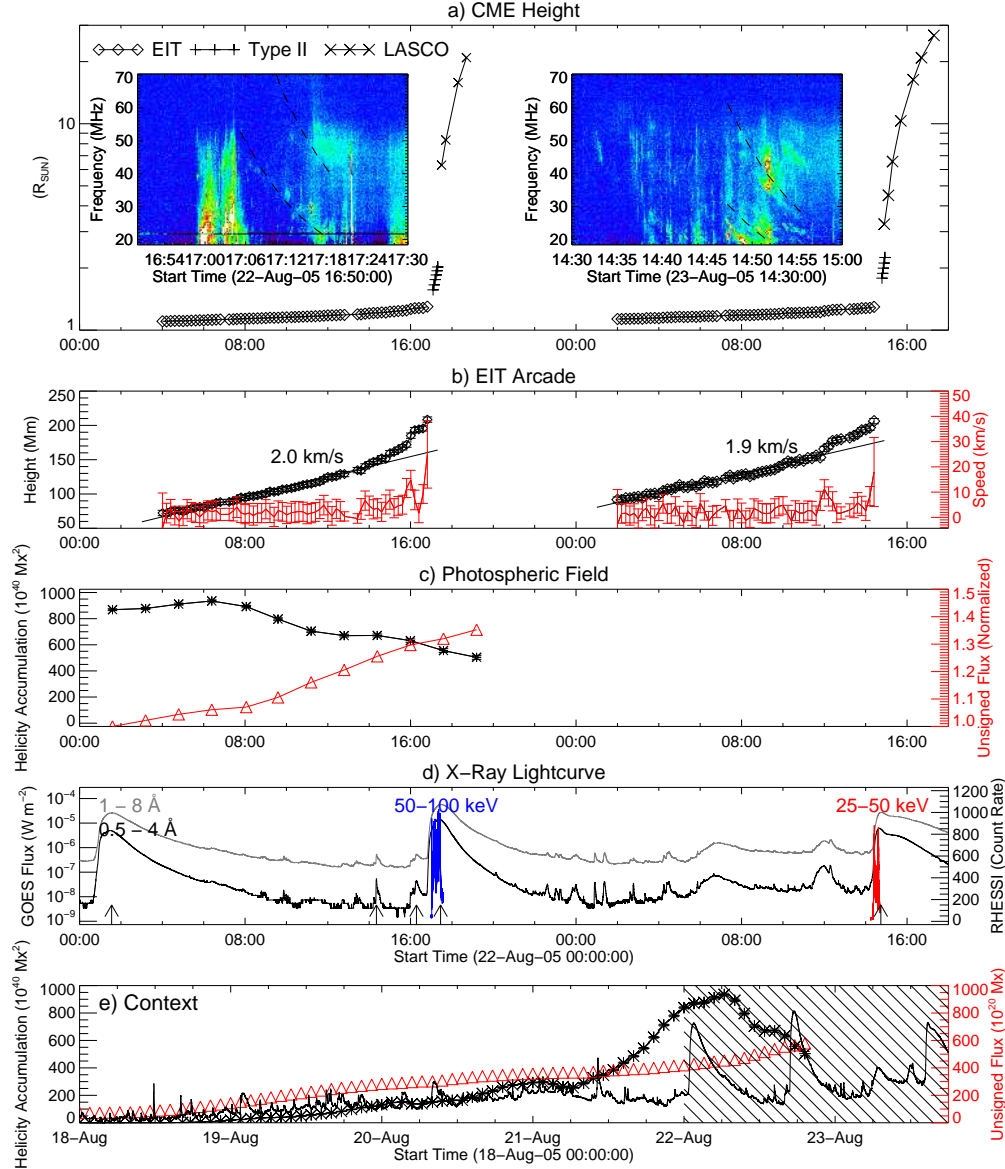 a) CME Height
EIT Type II LASCO
(R_SUN)
10
1
Frequency (MHz)
70
60
50
40
30
20
16:54 17:00 17:06 17:12 17:18 17:24 17:30
Start Time (22-Aug-05 16:50:00)
Frequency (MHz)
70
60
50
40
30
20
14:30 14:35 14:40 14:45 14:50 14:55 15:00
Start Time (23-Aug-05 14:30:00)
00:00 08:00 16:00 00:00 08:00 16:00
b) EIT Arcade
Height (Mm)
250
200
150
100
50
2.0 km/s
1.9 km/s
50
40
30
20
10
0
Speed (km/s)
00:00 08:00 16:00 00:00 08:00 16:00
c) Photospheric Field
Helicity Accumulation (10^40 Mx^2)
1000
800
600
400
200
0
1.5
1.4
1.3
1.2
1.1
1.0
Unsigned Flux (Normalized)
00:00 08:00 16:00 00:00 08:00 16:00
d) X-Ray Lightcurve
GOES Flux (W m^-2)
10^-4
10^-5
10^-6
10^-7
10^-8
10^-9
1 - 8 Å
0.5 - 4 Å
50-100 keV
25-50 keV
1200
1000
800
600
400
200
0
RHESSI (Count Rate)
00:00 08:00 16:00 00:00 08:00 16:00
Start Time (22-Aug-05 00:00:00)
e) Context
Helicity Accumulation (10^40 Mx^2)
1000
800
600
400
200
0
1000
800
600
400
200
0
Unsigned Flux (10^20 Mx)
18-Aug 19-Aug 20-Aug 21-Aug 22-Aug 23-Aug
Start Time (18-Aug-05 00:00:00)